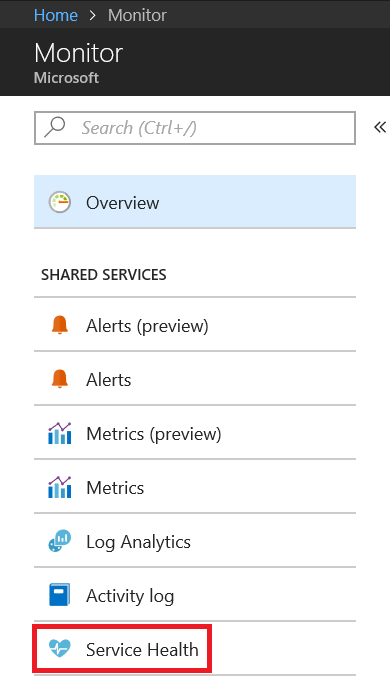 Home > Monitor
Monitor
Microsoft
Search (Ctrl+/)
«
Overview
SHARED SERVICES
Alerts (preview)
Alerts
Metrics (preview)
Metrics
Log Analytics
Activity log
Service Health